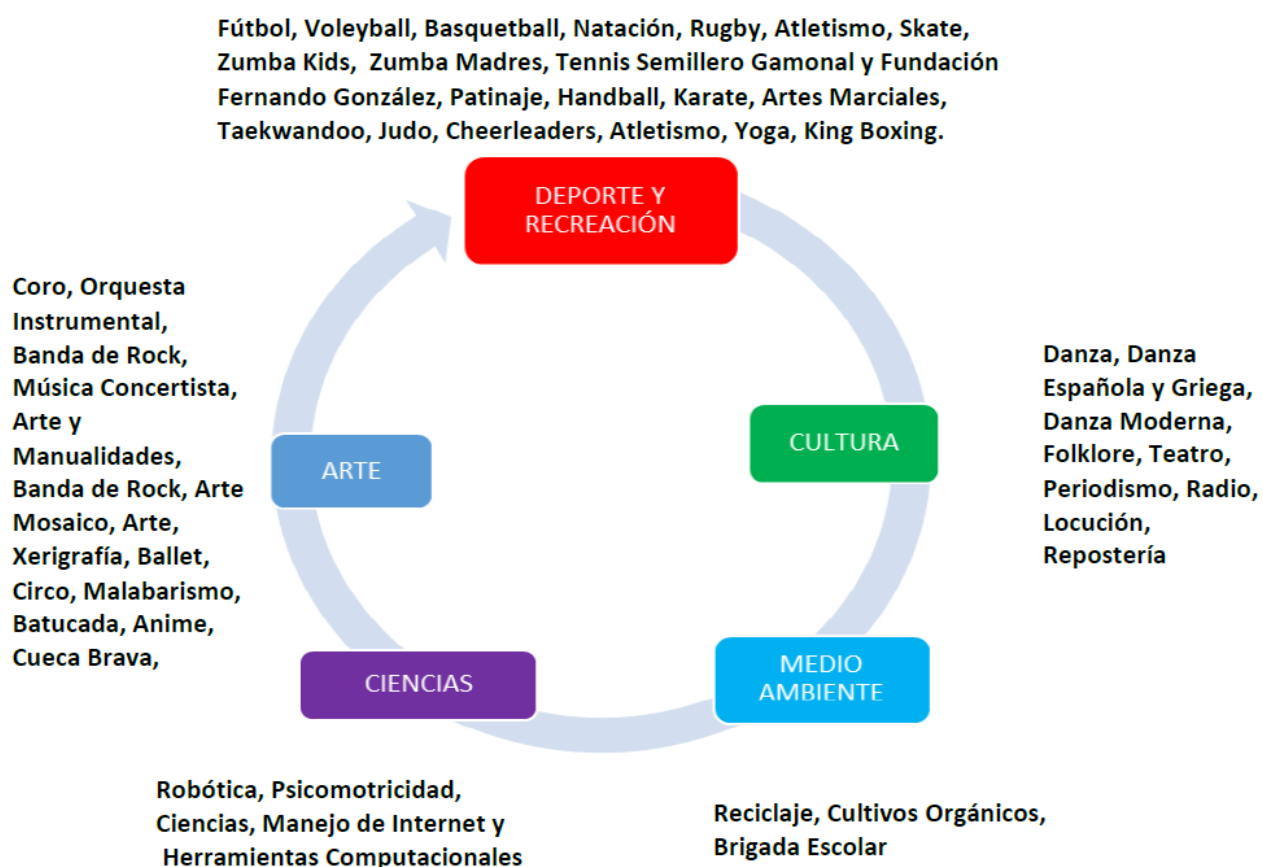 Fútbol, Voleyball, Basquetball, Natación, Rugby, Atletismo, Skate,
Zumba Kids, Zumba Madres, Tennis Semillero Gamonal y Fundación
Fernando González, Patinaje, Handball, Karate, Artes Marciales,
Taekwandoo, Judo, Cheerleaders, Atletismo, Yoga, King Boxing.
DEPORTE Y
RECREACIÓN
Danza, Danza
Española y Griega,
Danza Moderna,
Folklore, Teatro,
Periodismo, Radio,
Locución,
Repostería
CULTURA
MEDIO
AMBIENTE
Reciclaje, Cultivos Orgánicos,
Brigada Escolar
CIENCIAS
Robótica, Psicomotricidad,
Ciencias, Manejo de Internet y
Herramientas Computacionales
ARTE
Coro, Orquesta
Instrumental,
Banda de Rock,
Música Concertista,
Arte y
Manualidades,
Banda de Rock, Arte
Mosaico, Arte,
Xerigrafía, Ballet,
Circo, Malabarismo,
Batucada, Anime,
Cueca Brava,